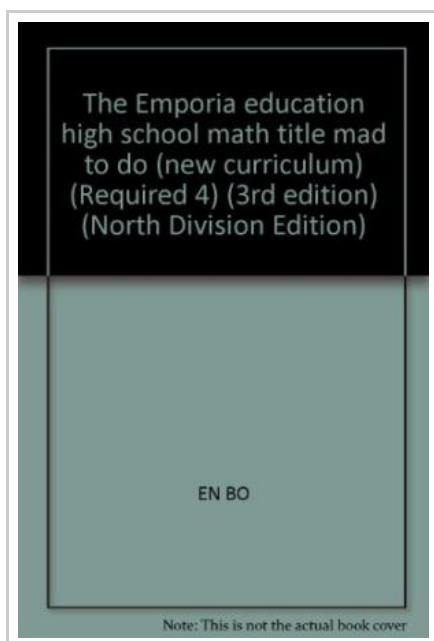 The Emporia education
high school math title mad
to do (new curriculum)
(Required 4) (3rd edition)
(North Division Edition)
EN BO
Note: This is not the actual book cover